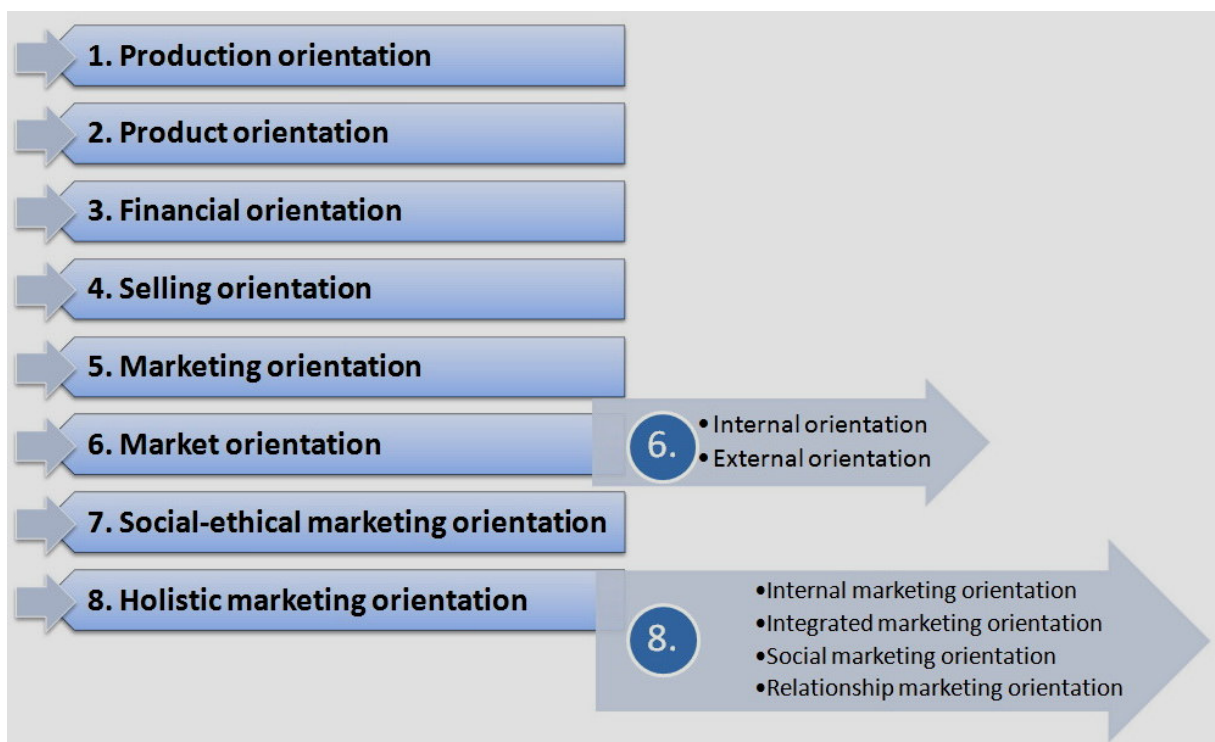 1. Production orientation
2. Product orientation
3. Financial orientation
4. Selling orientation
5. Marketing orientation
6. Market orientation
6.
•Internal orientation
•External orientation
7. Social-ethical marketing orientation
8. Holistic marketing orientation
8.
•Internal marketing orientation
•Integrated marketing orientation
•Social marketing orientation
•Relationship marketing orientation